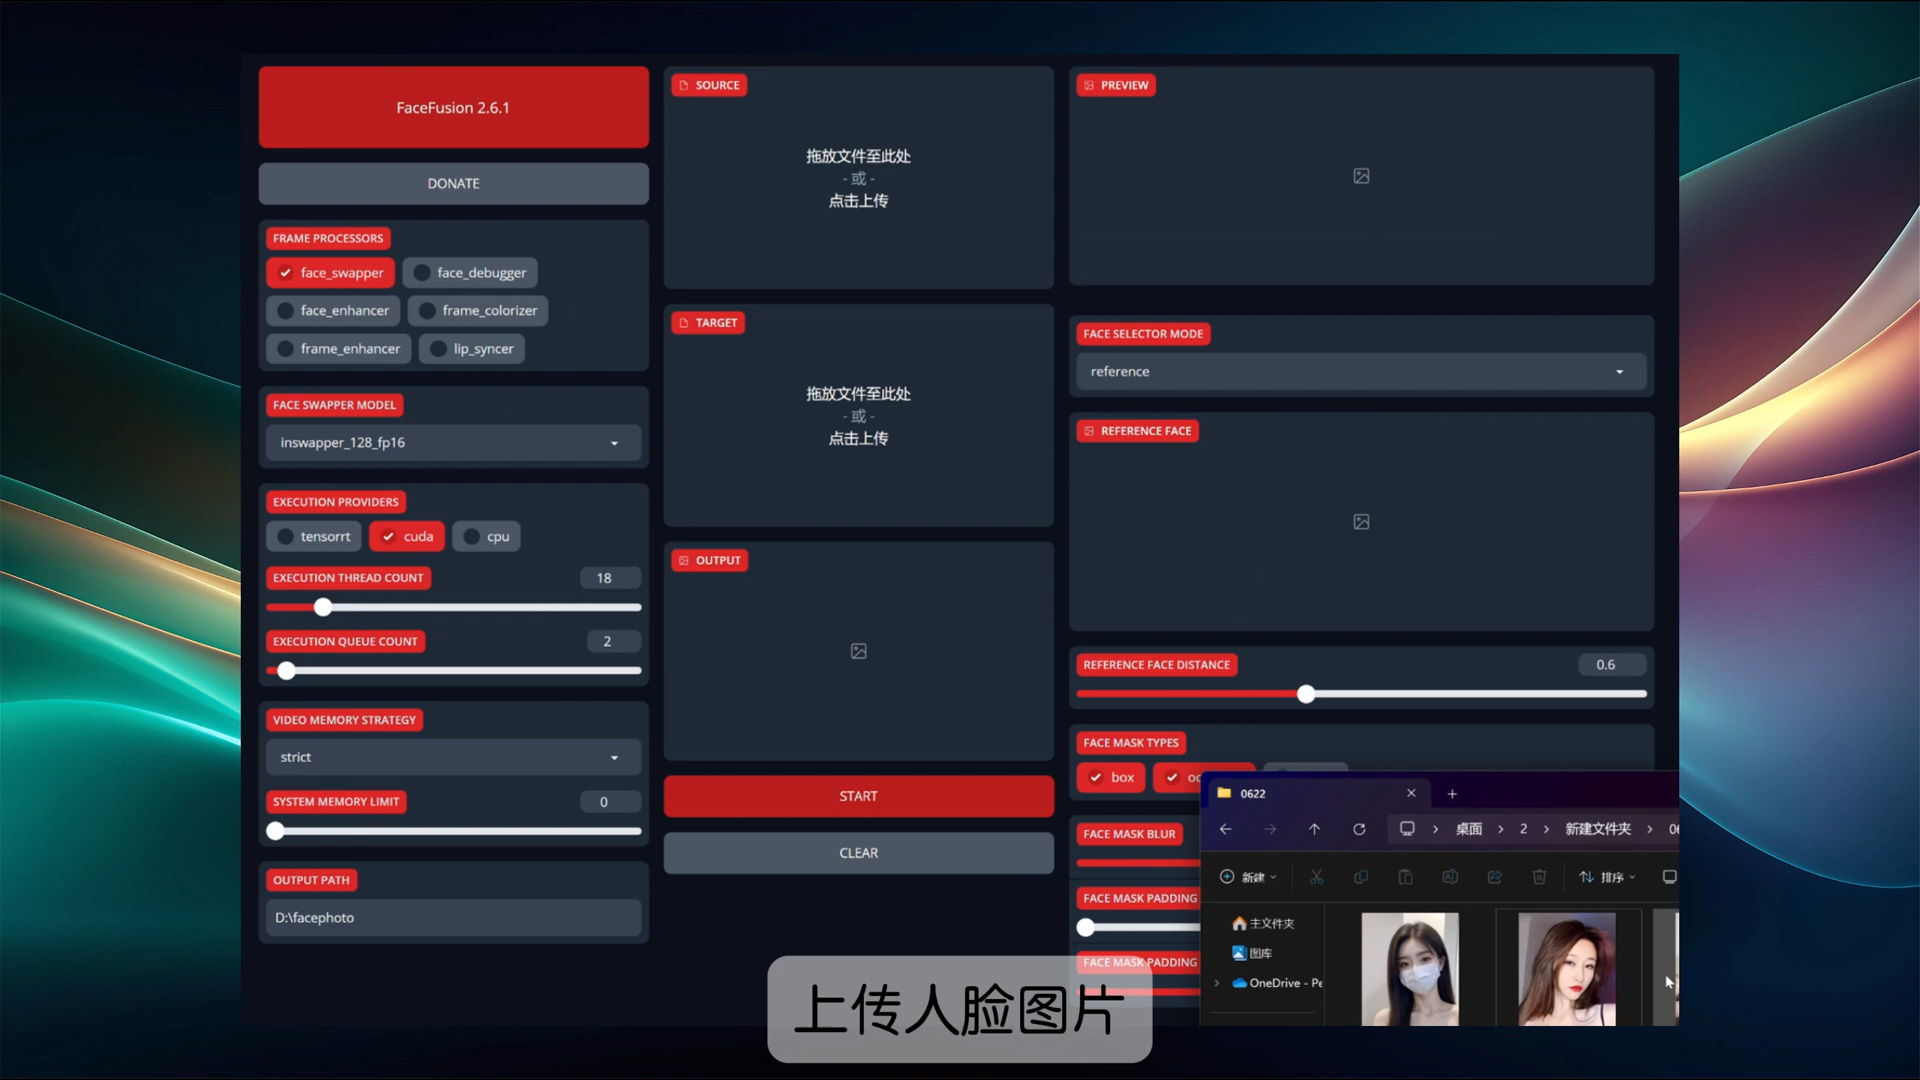 FaceFusion 2.6.1
DONATE
FRAME PROCESSORS
face_swapper
face_debugger
face_enhancer
frame_colorizer
frame_enhancer
lip_syncer
FACE SWAPPER MODEL
inswapper_128_fp16
EXECUTION PROVIDERS
tensorrt
cuda
cpu
EXECUTION THREAD COUNT
18
EXECUTION QUEUE COUNT
2
VIDEO MEMORY STRATEGY
strict
SYSTEM MEMORY LIMIT
0
OUTPUT PATH
D:\facephoto
SOURCE
拖放文件至此处
- 或 -
点击上传
TARGET
拖放文件至此处
- 或 -
点击上传
OUTPUT
START
CLEAR
PREVIEW
FACE SELECTOR MODE
reference
REFERENCE FACE
REFERENCE FACE DISTANCE
0.6
FACE MASK TYPES
box
FACE MASK BLUR
FACE MASK PADDING
FACE MASK PADDING
0622
桌面 > 2 > 新建文件夹 >
新建
排序
主文件夹
图库
OneDrive - Pe
上传人脸图片